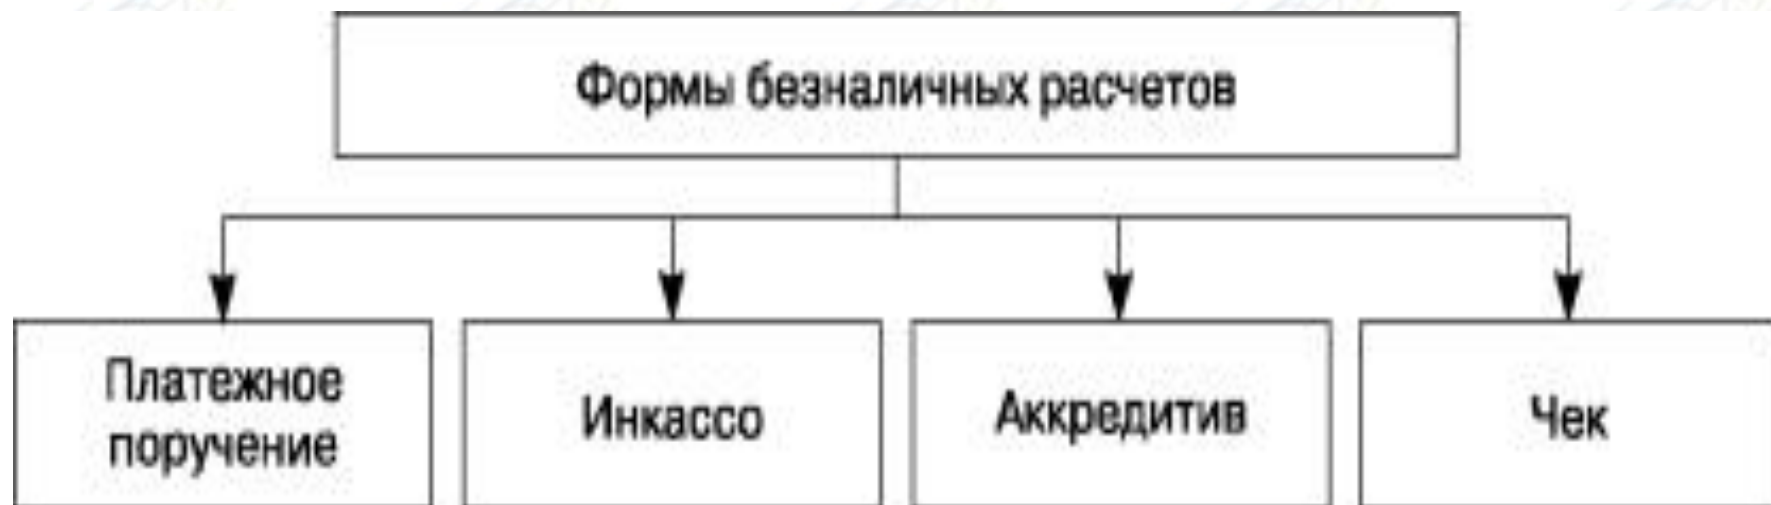 Формы безналичных расчетов
Платежное
поручение
Инкассо
Аккредитив
Чек